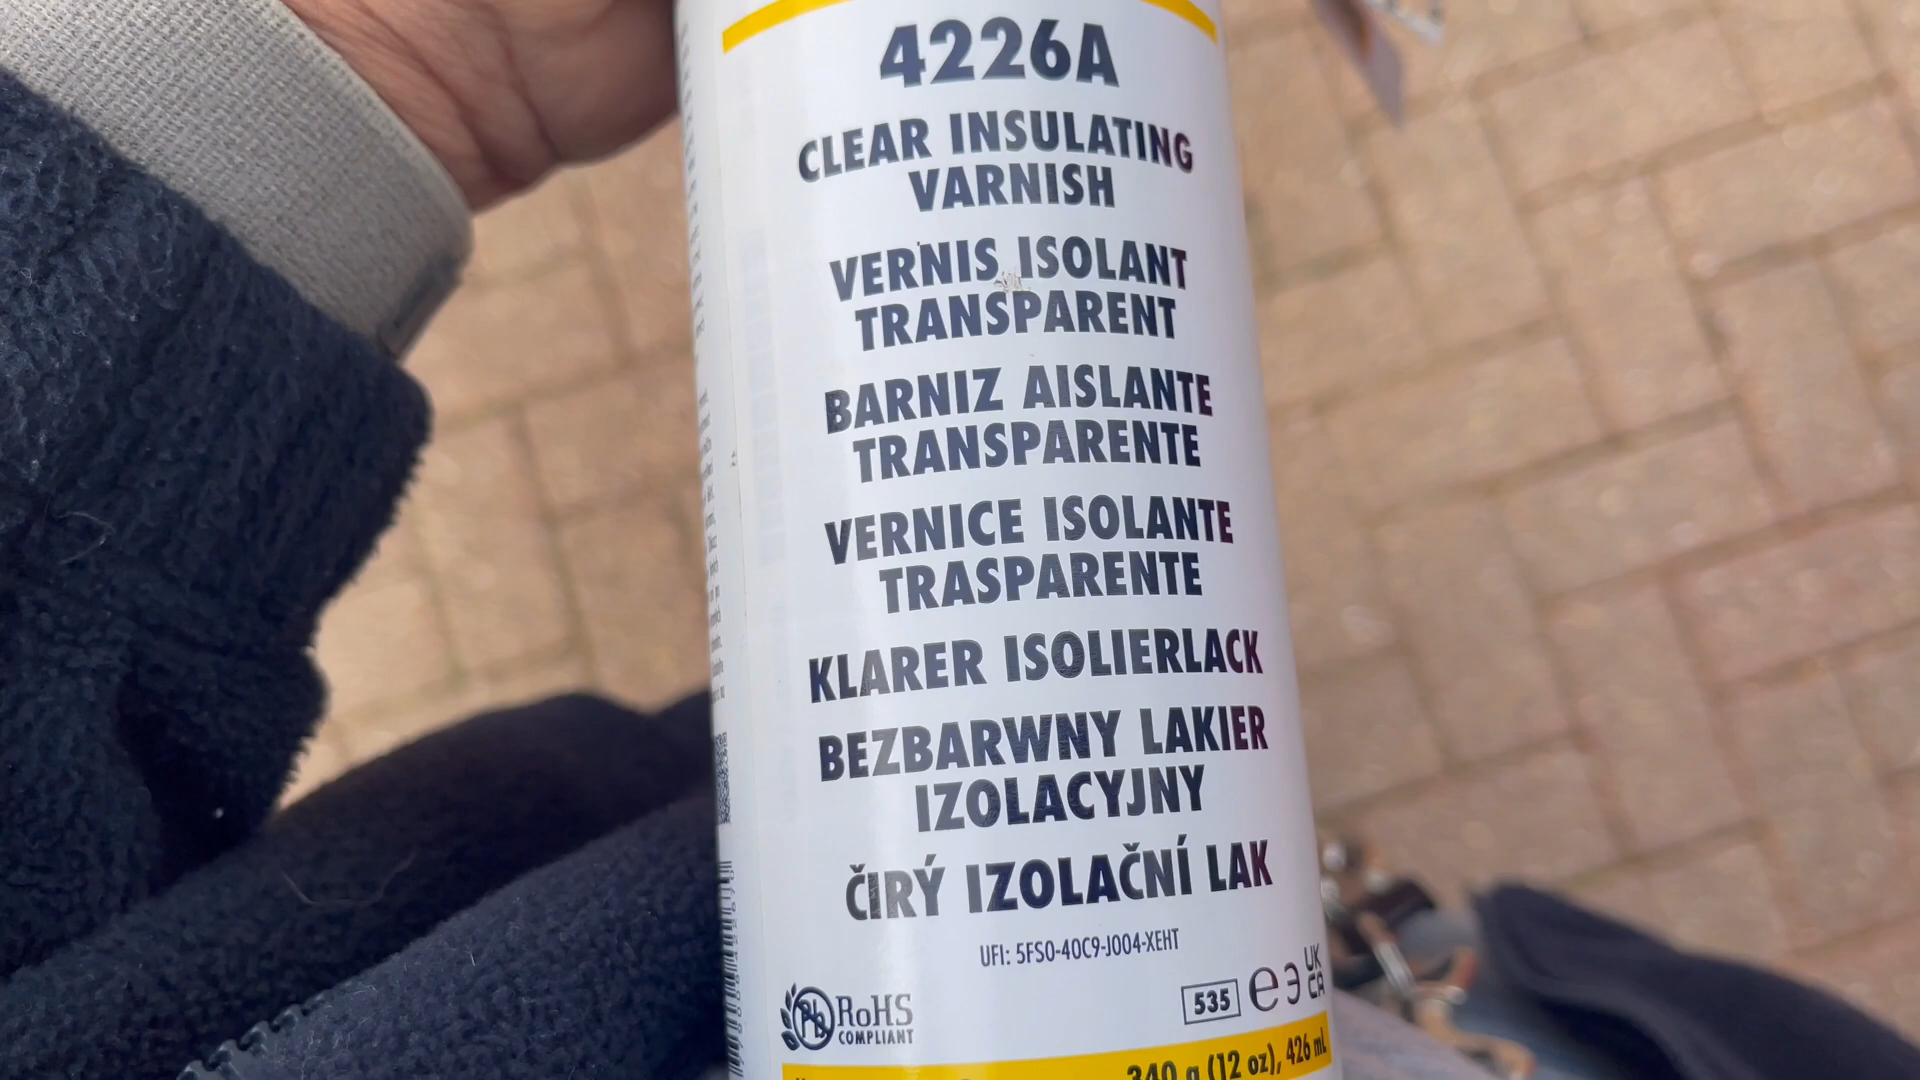 4226A
CLEAR INSULATING
VARNISH
VERNIS ISOLANT
TRANSPARENT
BARNIZ AISLANTE
TRANSPARENTE
VERNICE ISOLANTE
TRASPARENTE
KLARER ISOLIERLACK
BEZBARWNY LAKIER
IZOLACYJNY
ČIRÝ IZOLAČNÍ LAK
UFI: 5FS0-40C9-J004-XEHT
RoHS
COMPLIANT
535
UK
CA
340 g (12 oz), 426 mL